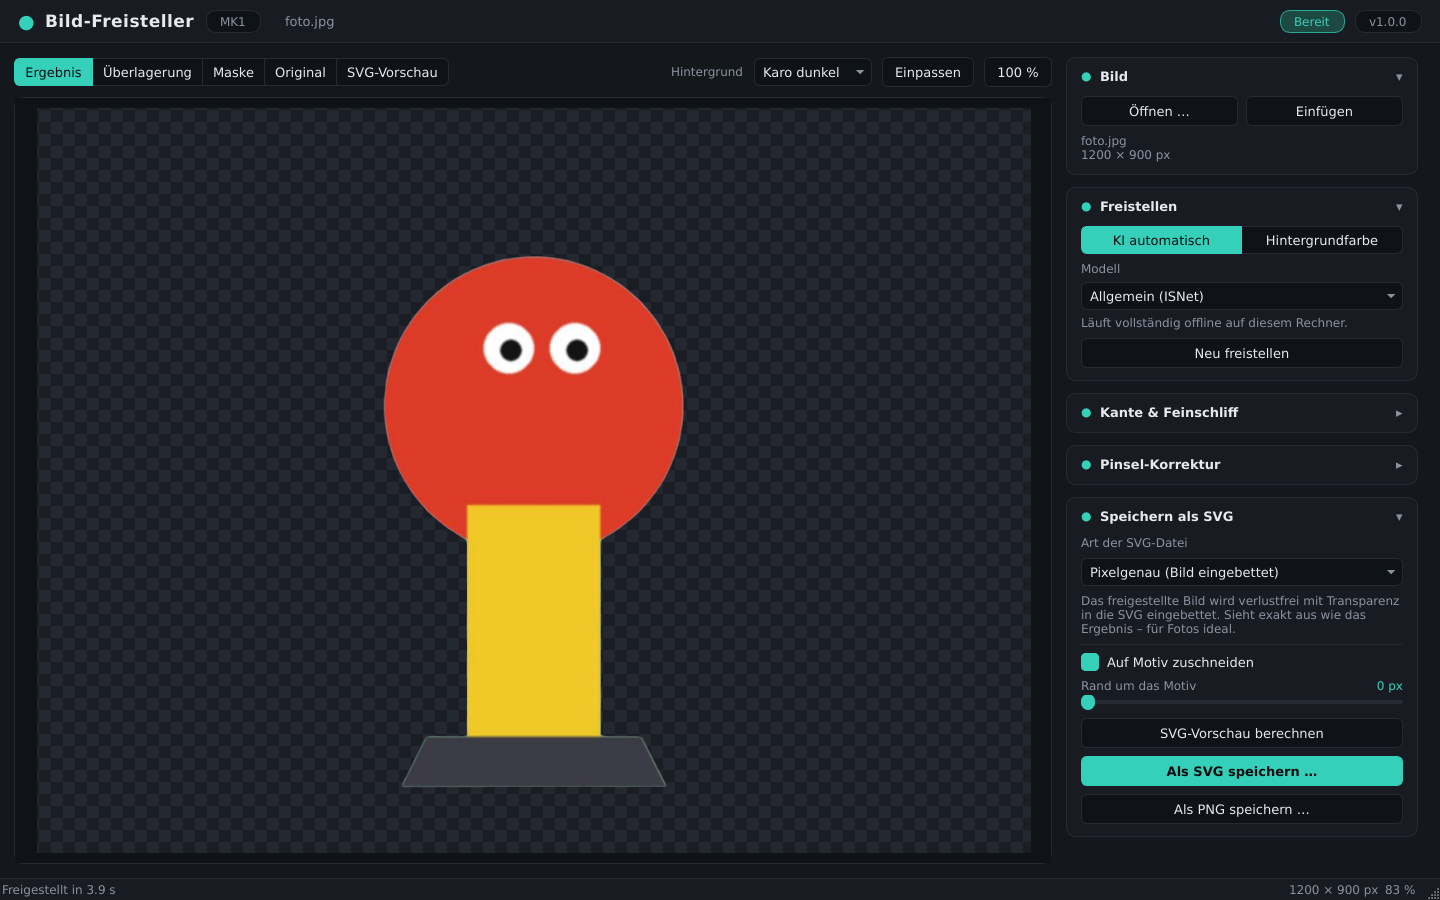 Bild-Freisteller MK1 foto.jpg Bereit v1.0.0
Ergebnis Überlagerung Maske Original SVG-Vorschau Hintergrund Karo dunkel Einpassen 100 %
Bild
Öffnen ... Einfügen
foto.jpg
1200 × 900 px
Freistellen
KI automatisch Hintergrundfarbe
Modell
Allgemein (ISNet)
Läuft vollständig offline auf diesem Rechner.
Neu freistellen
Kante & Feinschliff
Pinsel-Korrektur
Speichern als SVG
Art der SVG-Datei
Pixelgenau (Bild eingebettet)
Das freigestellte Bild wird verlustfrei mit Transparenz
in die SVG eingebettet. Sieht exakt aus wie das
Ergebnis – für Fotos ideal.
Auf Motiv zuschneiden
Rand um das Motiv 0 px
SVG-Vorschau berechnen
Als SVG speichern ...
Als PNG speichern ...
Freigestellt in 3.9 s 1200 × 900 px 83 %